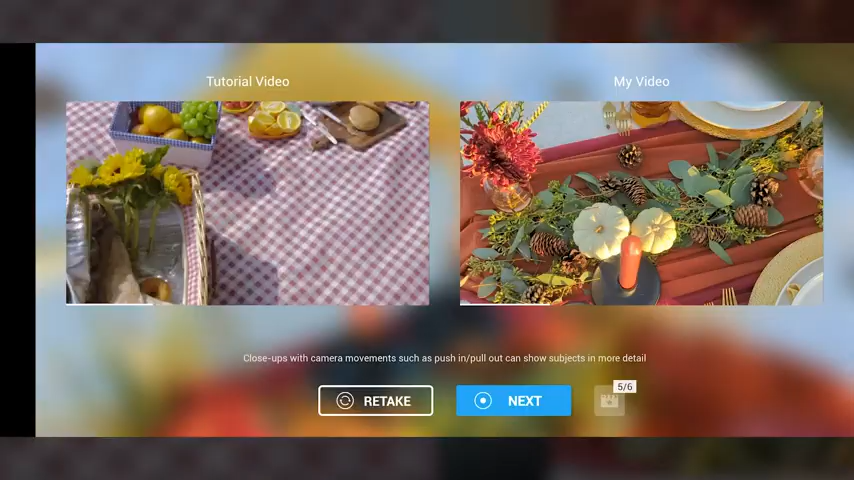 Tutorial Video
My Video
Close-ups with camera movements such as push in/pull out can show subjects in more detail
RETAKE
NEXT
5/6